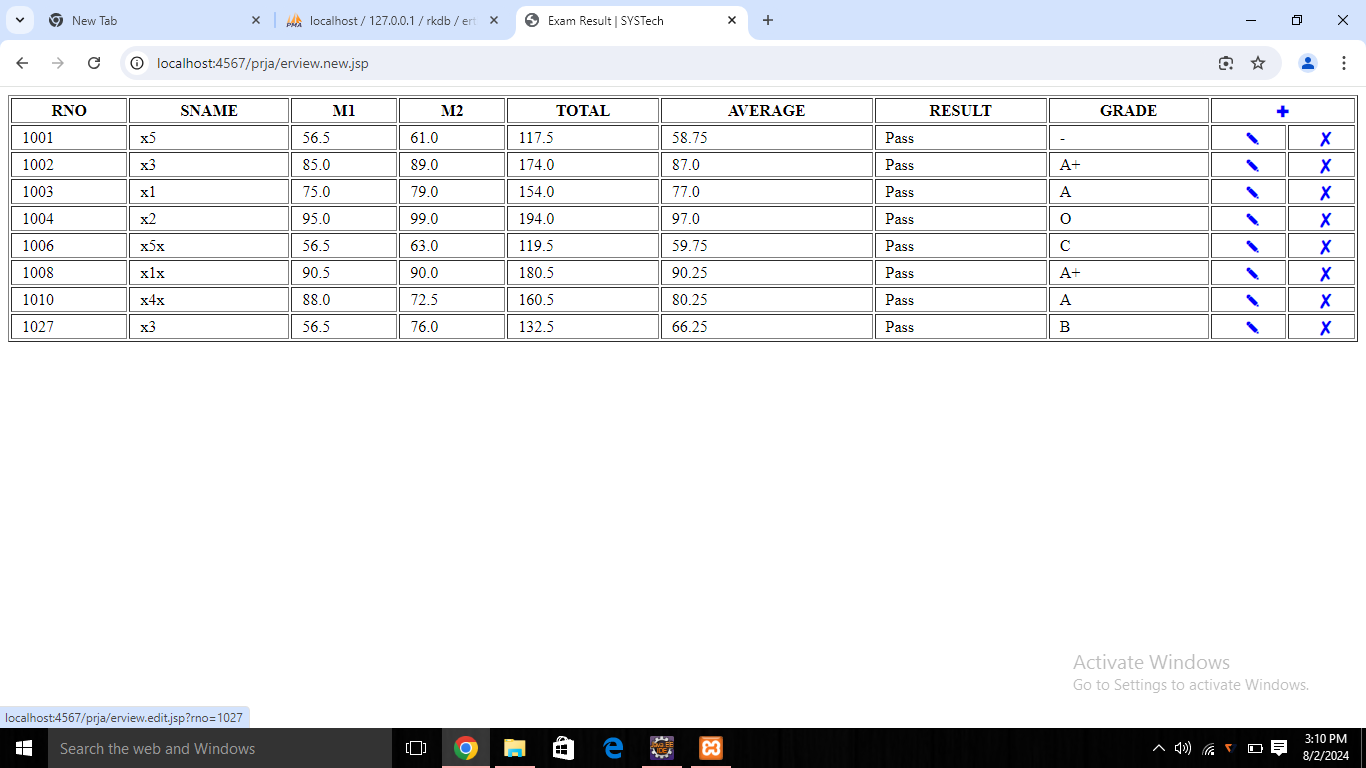 New Tab
localhost / 127.0.0.1 / rkdb / ert
Exam Result | SYSTech
localhost:4567/prja/erview.new.jsp
RNO SNAME M1 M2 TOTAL AVERAGE RESULT GRADE +
1001 x5 56.5 61.0 117.5 58.75 Pass - ✎ ✗
1002 x3 85.0 89.0 174.0 87.0 Pass A+ ✎ ✗
1003 x1 75.0 79.0 154.0 77.0 Pass A ✎ ✗
1004 x2 95.0 99.0 194.0 97.0 Pass O ✎ ✗
1006 x5x 56.5 63.0 119.5 59.75 Pass C ✎ ✗
1008 x1x 90.5 90.0 180.5 90.25 Pass A+ ✎ ✗
1010 x4x 88.0 72.5 160.5 80.25 Pass A ✎ ✗
1027 x3 56.5 76.0 132.5 66.25 Pass B ✎ ✗
Activate Windows
Go to Settings to activate Windows.
localhost:4567/prja/erview.edit.jsp?rno=1027
Search the web and Windows
3:10 PM
8/2/2024